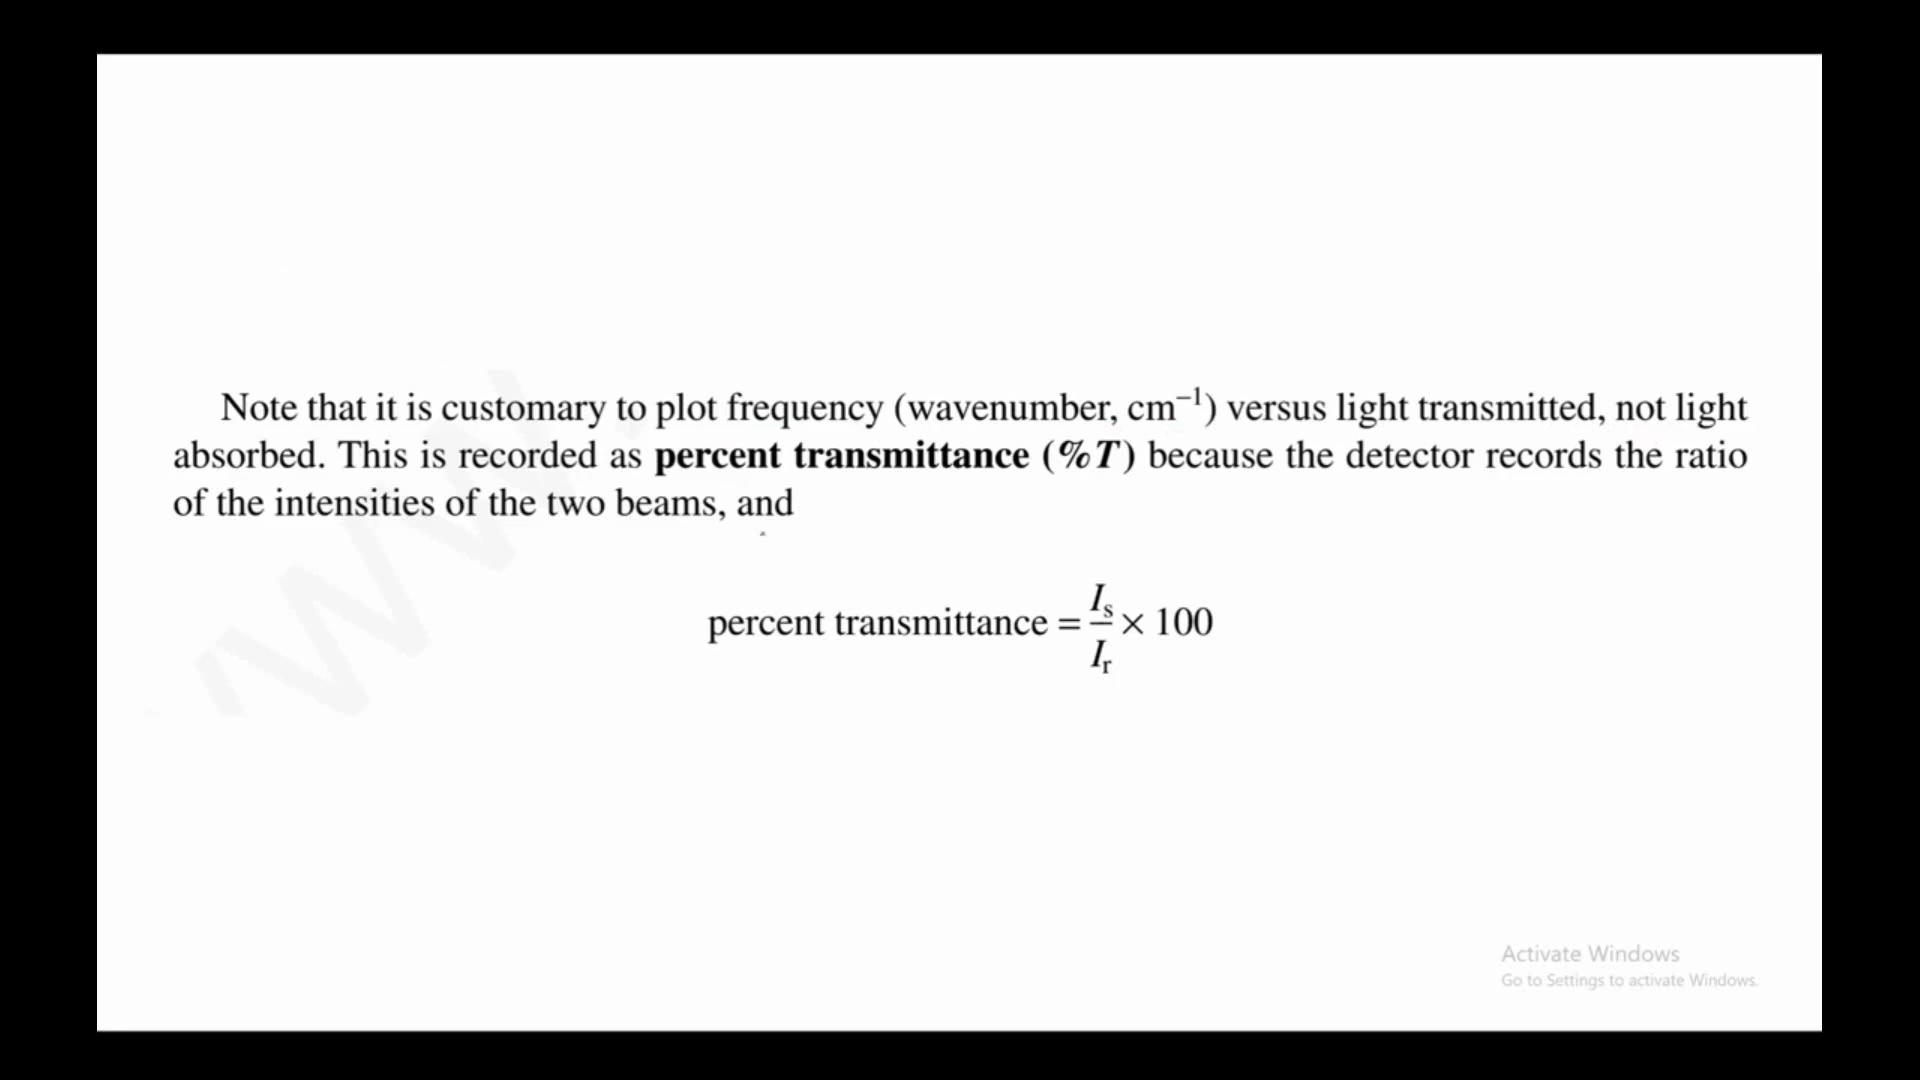 Note that it is customary to plot frequency (wavenumber, cm⁻¹) versus light transmitted, not light
absorbed. This is recorded as percent transmittance (%T) because the detector records the ratio
of the intensities of the two beams, and
percent transmittance = Iₛ/Iᵣ × 100
Activate Windows
Go to Settings to activate Windows.